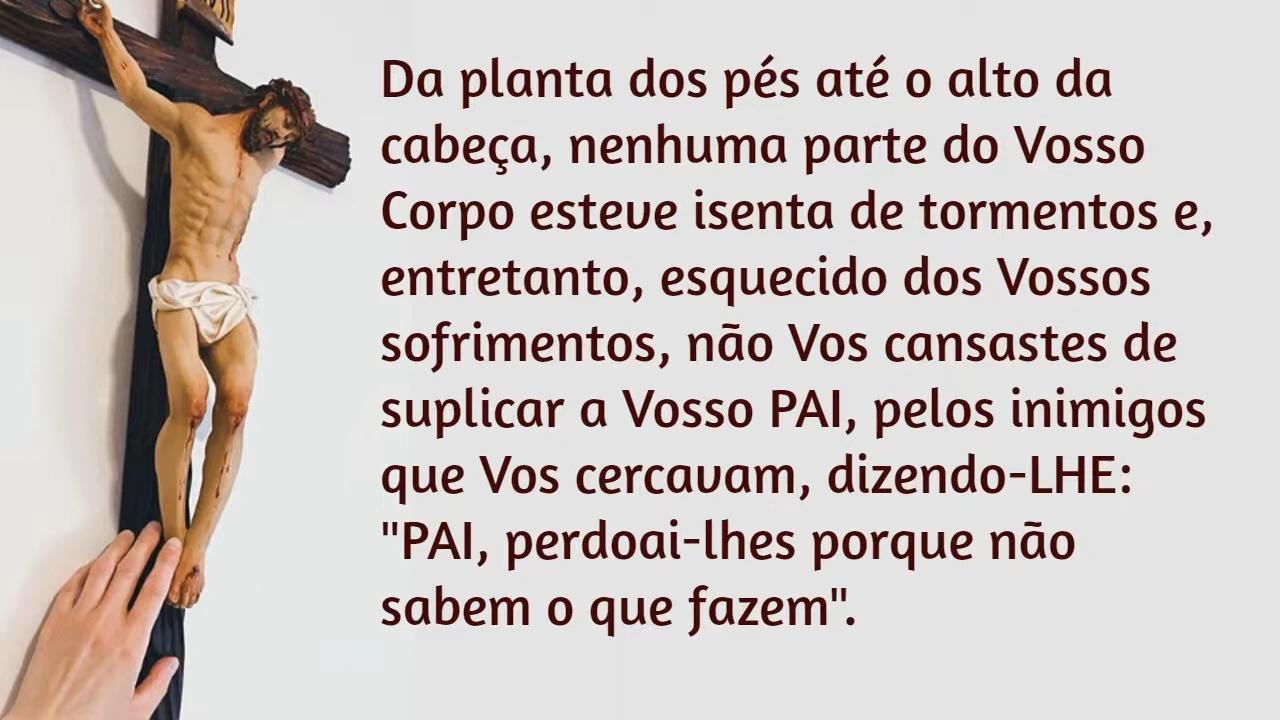 Da planta dos pés até o alto da
cabeça, nenhuma parte do Vosso
Corpo esteve isenta de tormentos e,
entretanto, esquecido dos Vossos
sofrimentos, não Vos cansastes de
suplicar a Vosso PAI, pelos inimigos
que Vos cercavam, dizendo-LHE:
"PAI, perdoai-lhes porque não
sabem o que fazem".